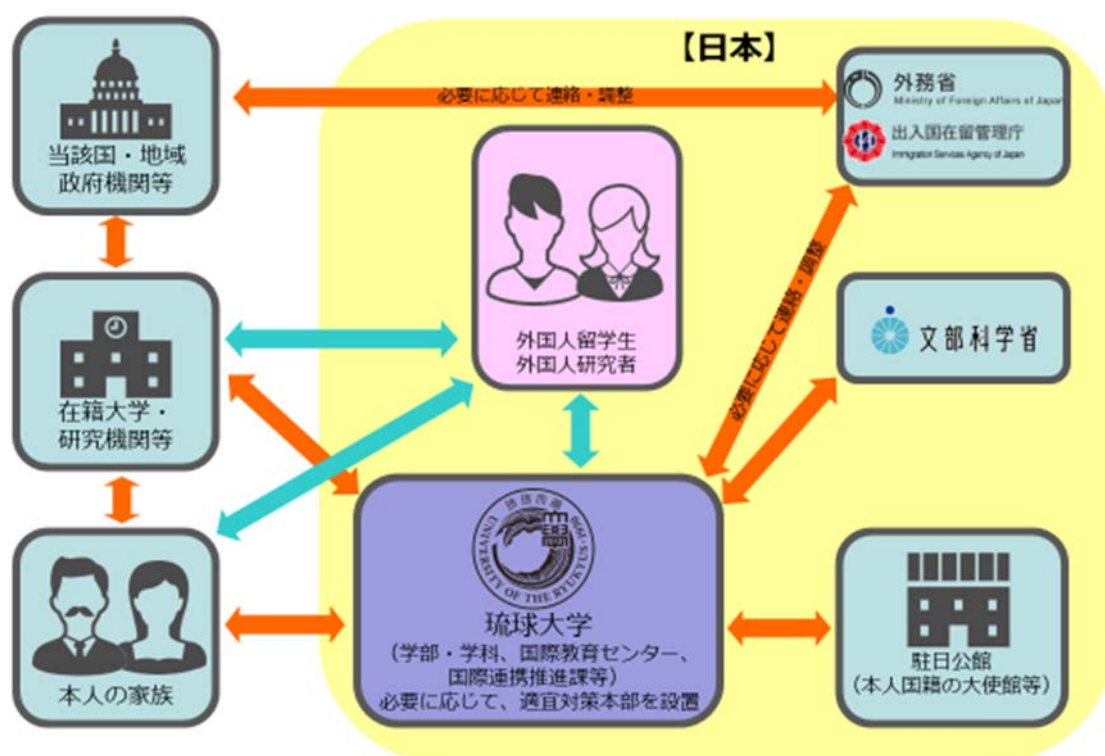 【日本】
当該国・地域
政府機関等
必要に応じて連絡・調整
外務省
Ministry of Foreign Affairs of Japan
出入国在留管理庁
Immigration Services Agency of Japan
外国人留学生
外国人研究者
必要に応じて連絡・調整
文部科学省
在籍大学・
研究機関等
UNIVERSITY OF THE RYUKYUS・1950
琉球大学
(学部・学科、国際教育センター、
国際連携推進課等)
必要に応じて、適宜対策本部を設置
本人の家族
駐日公館
(本人国籍の大使館等)